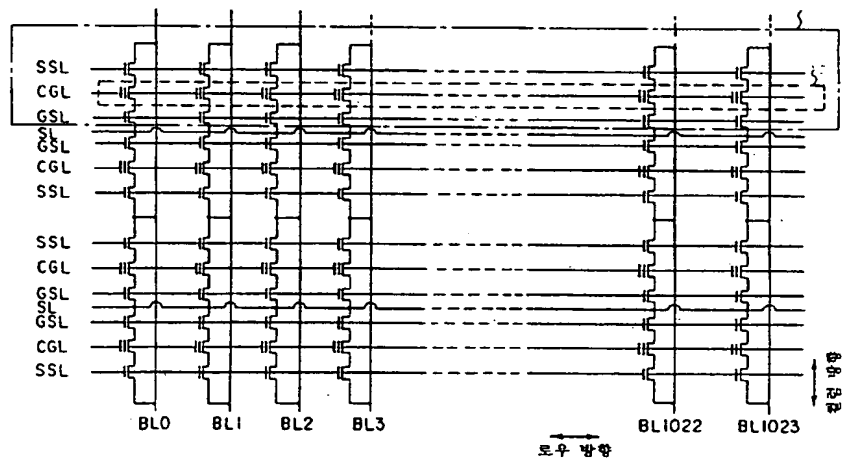 SSL
CGL
GSL
SL
GSL
CGL
SSL
SSL
CGL
GSL
SL
GSL
CGL
SSL
BL0 BL1 BL2 BL3 BL1022 BL1023
로우 방향
컬럼 방향